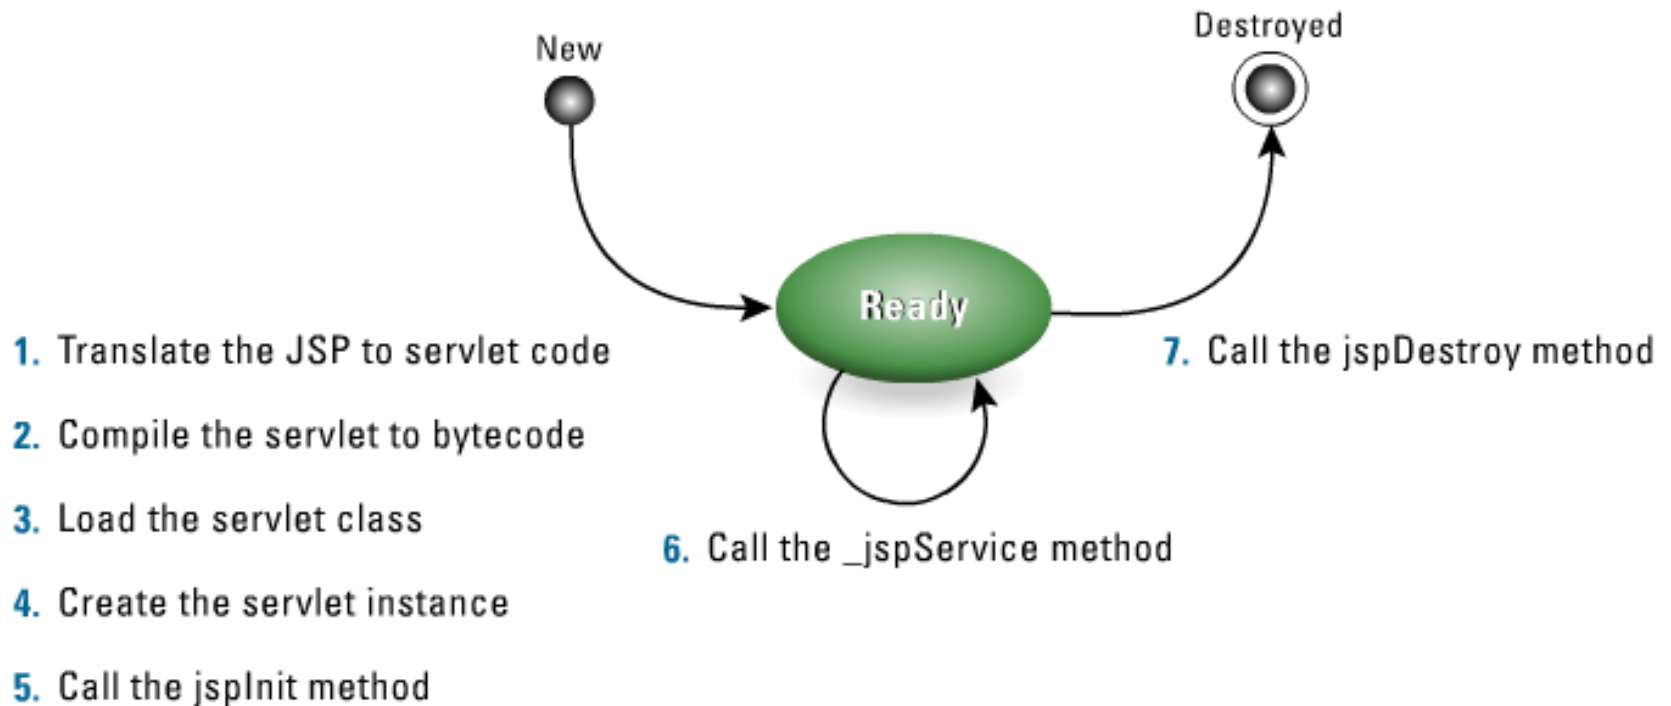 New
Destroyed
Ready
1. Translate the JSP to servlet code
2. Compile the servlet to bytecode
3. Load the servlet class
4. Create the servlet instance
5. Call the jspInit method
6. Call the _jspService method
7. Call the jspDestroy method